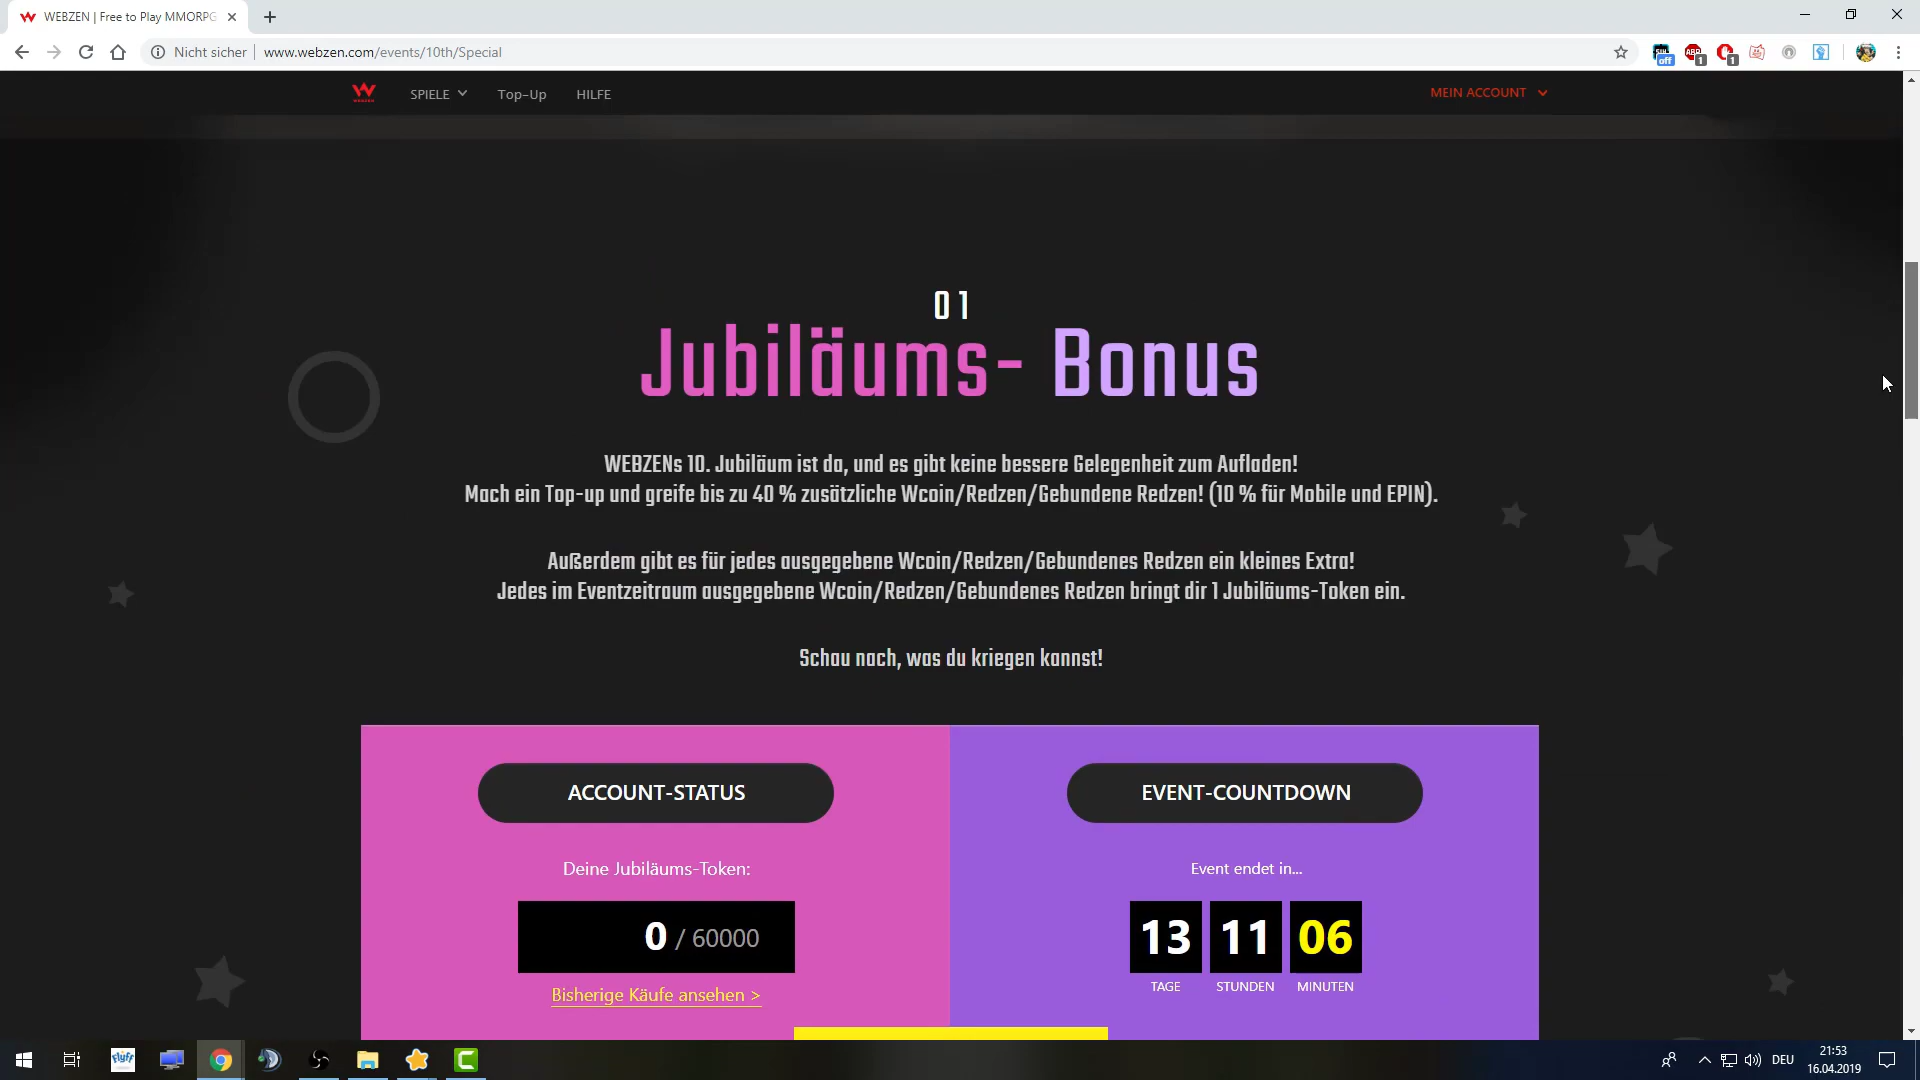 WEBZEN | Free to Play MMORPG
Nicht sicher
www.webzen.com/events/10th/Special
off
ABP
1
1
WEBZEN
SPIELE
Top-Up
HILFE
MEIN ACCOUNT
01
Jubiläums- Bonus
WEBZENs 10. Jubiläum ist da, und es gibt keine bessere Gelegenheit zum Aufladen!
Mach ein Top-up und greife bis zu 40 % zusätzliche Wcoin/Redzen/Gebundene Redzen! (10 % für Mobile und EPIN).
Außerdem gibt es für jedes ausgegebene Wcoin/Redzen/Gebundenes Redzen ein kleines Extra!
Jedes im Eventzeitraum ausgegebene Wcoin/Redzen/Gebundenes Redzen bringt dir 1 Jubiläums-Token ein.
Schau nach, was du kriegen kannst!
ACCOUNT-STATUS
Deine Jubiläums-Token:
0 / 60000
Bisherige Käufe ansehen >
EVENT-COUNTDOWN
Event endet in...
13 11 06
TAGE STUNDEN MINUTEN
Flyff
DEU
21:53
16.04.2019